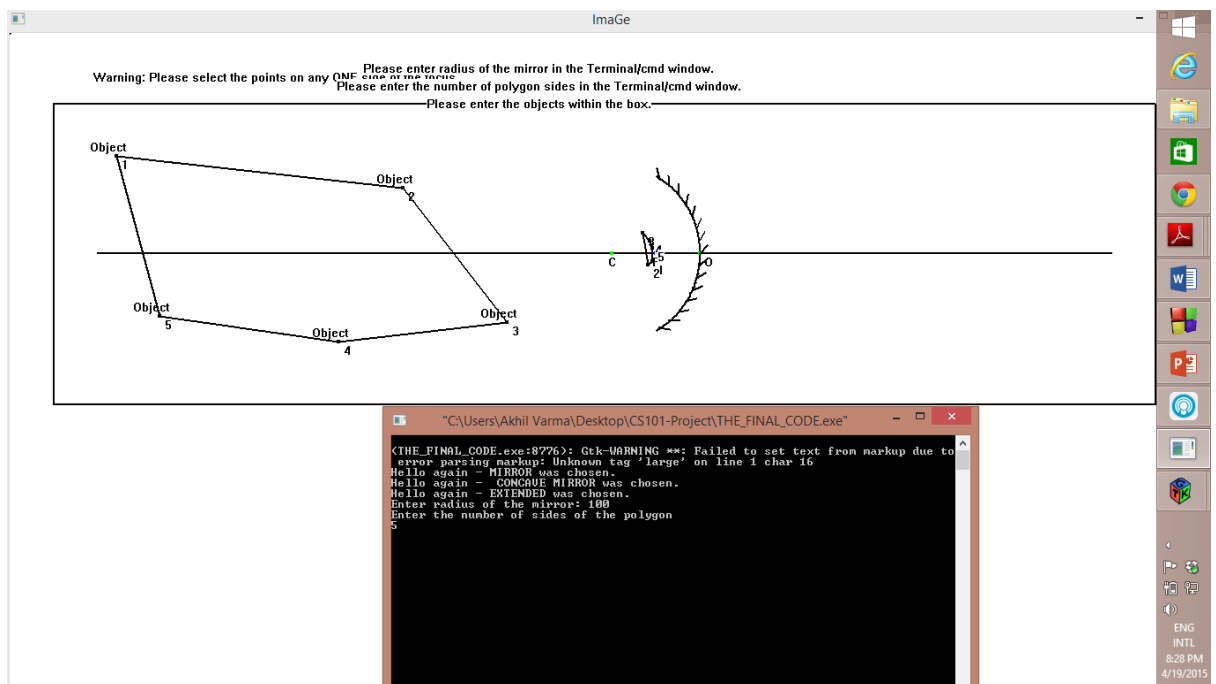 ImaGe
Please enter radius of the mirror in the Terminal/cmd window.
Warning: Please select the points on any ONE side of the focus
Please enter the number of polygon sides in the Terminal/cmd window.
Please enter the objects within the box.
Object
1
Object
2
C
F
O
5
2
Object
5
Object
4
Object
3
"C:\Users\Akhil Varma\Desktop\CS101-Project\THE_FINAL_CODE.exe"
(THE_FINAL_CODE.exe:8776): Gtk-WARNING **: Failed to set text from markup due to
error parsing markup: Unknown tag 'large' on line 1 char 16
Hello again - MIRROR was chosen.
Hello again -  CONCAVE MIRROR was chosen.
Hello again - EXTENDED was chosen.
Enter radius of the mirror: 100
Enter the number of sides of the polygon
5
ENG
INTL
8:28 PM
4/19/2015